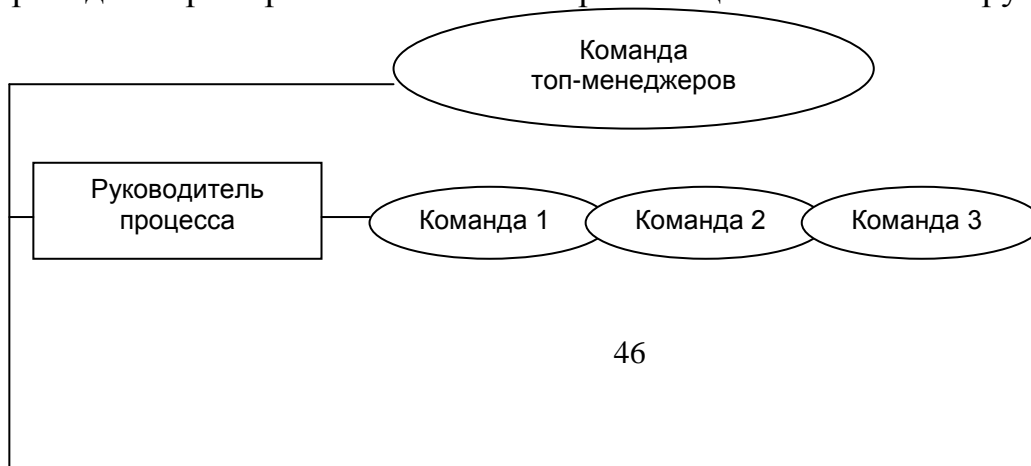 Команда
топ-менеджеров
Руководитель
процесса
Команда 1 Команда 2 Команда 3
46